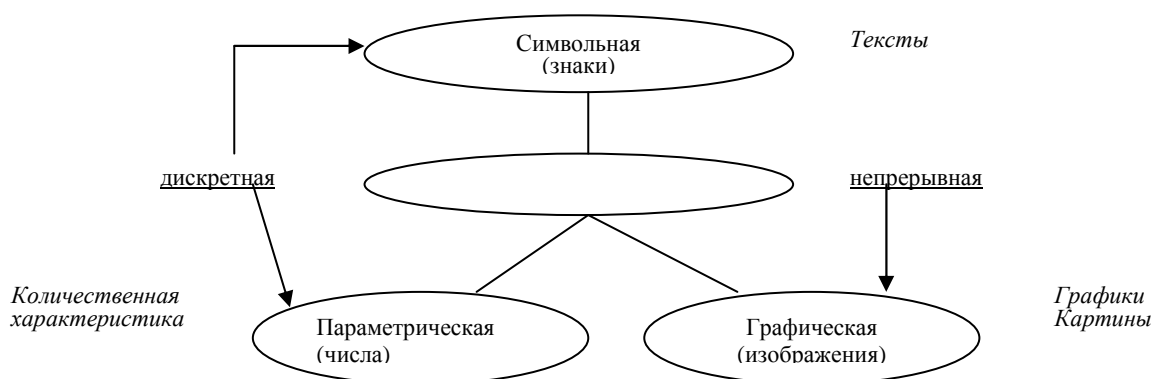 Символьная
(знаки)
Тексты
дискретная
непрерывная
Количественная
характеристика
Параметрическая
(числа)
Графическая
(изображения)
Графики
Картины